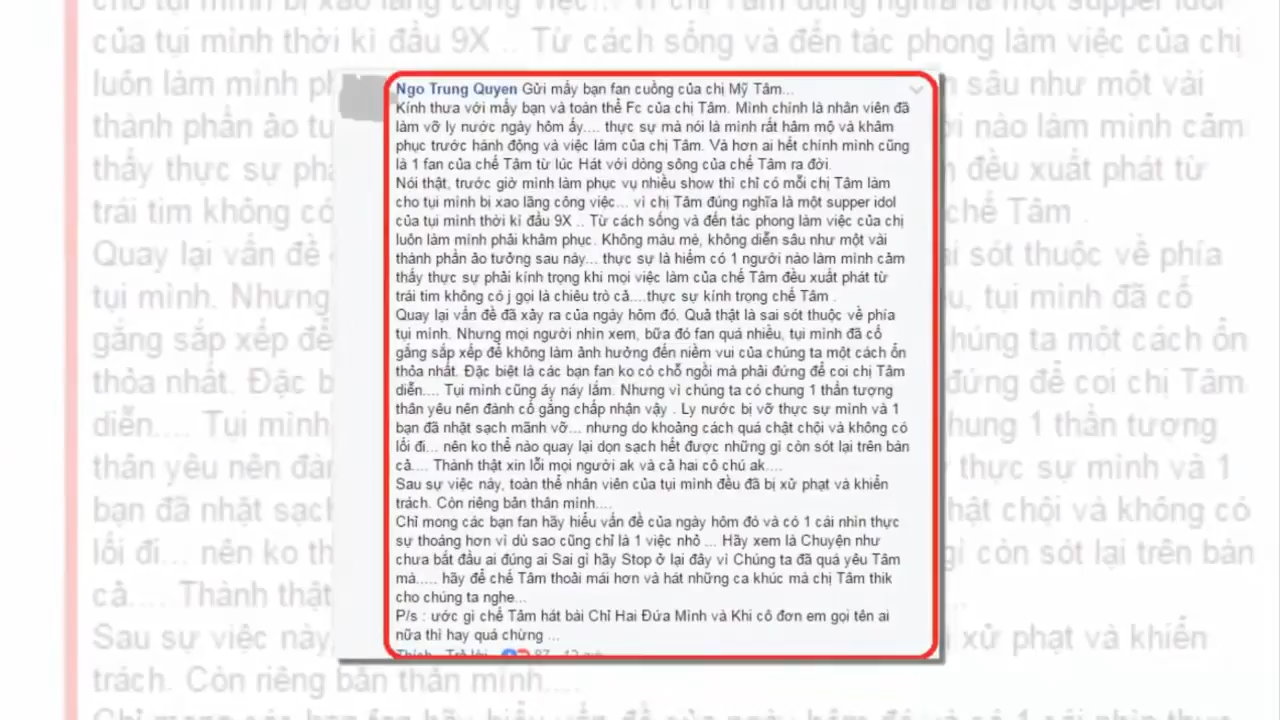 Ngo Trung Quyen Gửi mấy bạn fan cuồng của chị Mỹ Tâm...
Kính thưa với mấy bạn và toàn thể Fc của chị Tâm. Mình chính là nhân viên đã
làm vỡ ly nước ngày hôm ấy.... thực sự mà nói là mình rất hâm mộ và khâm
phục trước hánh động và việc làm của chị Tâm. Và hơn ai hết chính mình cũng
là 1 fan của chế Tâm từ lúc Hát với dòng sông của chế Tâm ra đời.
Nói thật, trước giờ mình làm phục vụ nhiều show thì chỉ có mỗi chị Tâm làm
cho tụi mình bị xao lãng công việc... vì chị Tâm đúng nghĩa là một supper idol
của tụi mình thời kì đầu 9X .. Từ cách sống và đến tác phong làm việc của chị
luôn làm mình phải khâm phục. Không màu mè, không diễn sâu như một vài
thành phần ảo tưởng sau này... thực sự là hiếm có 1 người nào làm mình cảm
thấy thực sự phải kính trọng khi mọi việc làm của chế Tâm đều xuất phát từ
trái tim không có j gọi là chiêu trò cả....thực sự kính trọng chế Tâm .
Quay lại vấn đề đã xảy ra của ngày hôm đó. Quả thật là sai sót thuộc về phía
tụi mình. Nhưng mọi người nhìn xem, bữa đó fan quá nhiều, tụi mình đã cố
gắng sắp xếp để không làm ảnh hưởng đến niềm vui của chúng ta một cách ổn
thỏa nhất. Đặc biệt là các bạn fan ko có chỗ ngồi mà phải đứng để coi chị Tâm
diễn.... Tụi mình cũng áy náy lắm. Nhưng vì chúng ta có chung 1 thần tượng
thân yêu nên đành cố gắng chấp nhận vậy . Ly nước bị vỡ thực sự mình và 1
bạn đã nhặt sạch mãnh vỡ... nhưng do khoảng cách quá chật chội và không có
lối đi... nên ko thể nào quay lại dọn sạch hết được những gì còn sót lại trên bàn
cả.... Thành thật xin lỗi mọi người ak và cả hai cô chú ak....
Sau sự việc này, toàn thể nhân viên của tụi mình đều đã bị xử phạt và khiển
trách. Còn riêng bản thân mình....
Chỉ mong các bạn fan hãy hiểu vấn đề của ngày hôm đó và có 1 cái nhìn thực
sự thoáng hơn vì dù sao cũng chỉ là 1 việc nhỏ ... Hãy xem là Chuyện như
chưa bắt đầu ai đúng ai Sai gì hãy Stop ở lại đây vì Chúng ta đã quá yêu Tâm
mà..... hãy để chế Tâm thoải mái hơn và hát những ca khúc mà chị Tâm thik
cho chúng ta nghe...
P/s : ước gì chế Tâm hát bài Chỉ Hai Đứa Mình và Khi cô đơn em gọi tên ai
nữa thì hay quá chừng ...